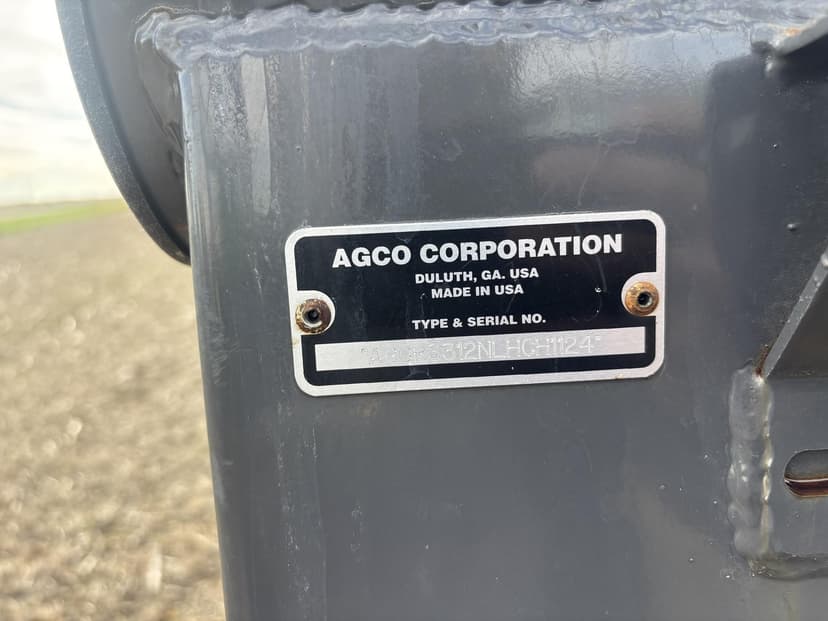 AGCO CORPORATION
DULUTH, GA. USA
MADE IN USA
TYPE & SERIAL NO.